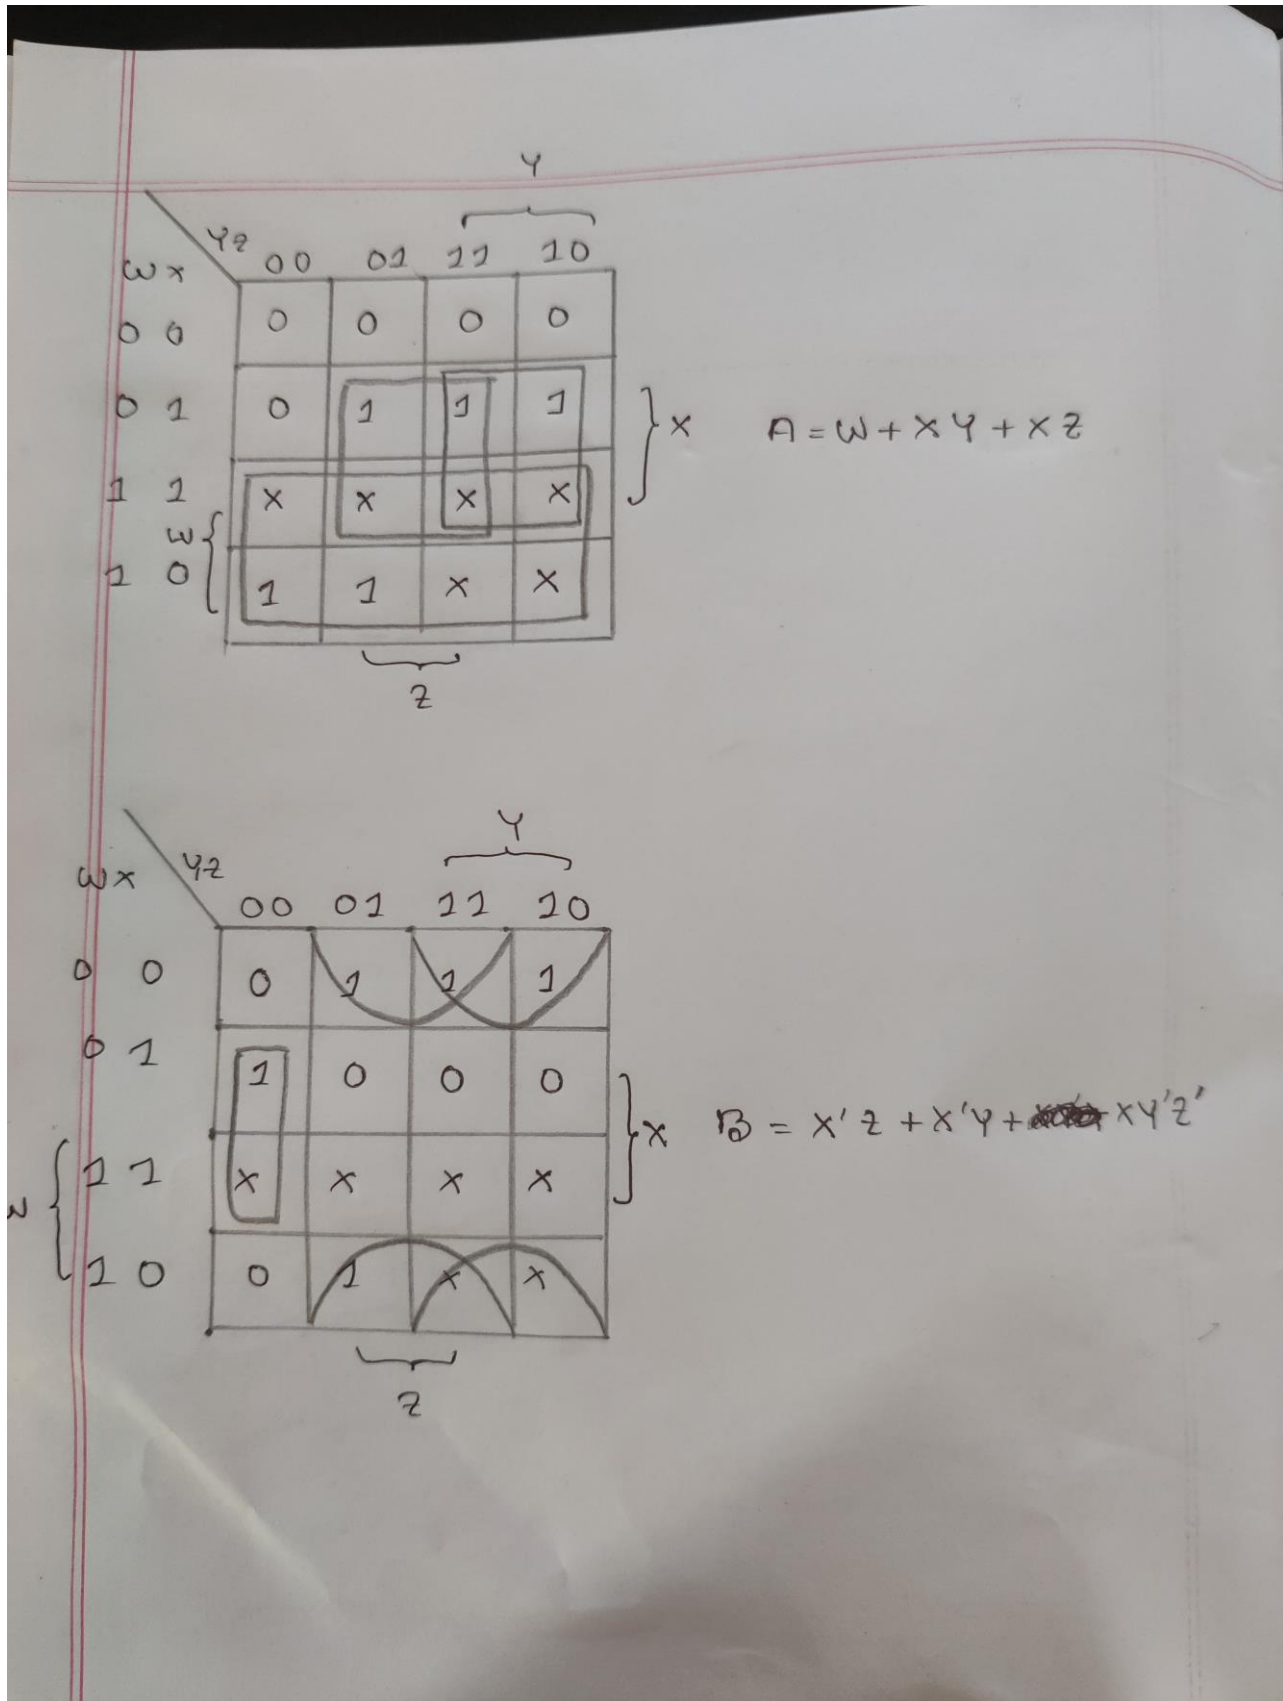 Y
YZ
00 01 11 10
W X
0 0 0 0 0 0
0 1 0 1 1 1
X A = W + XY + XZ
1 1 X X X X
W
1 0 1 1 X X
Z
Y
YZ
W X
00 01 11 10
0 0 0 1 1 1
0 1 1 0 0 0
X B = X'Z + X'Y + XY'Z'
1 1 X X X X
W
1 0 0 1 X X
Z